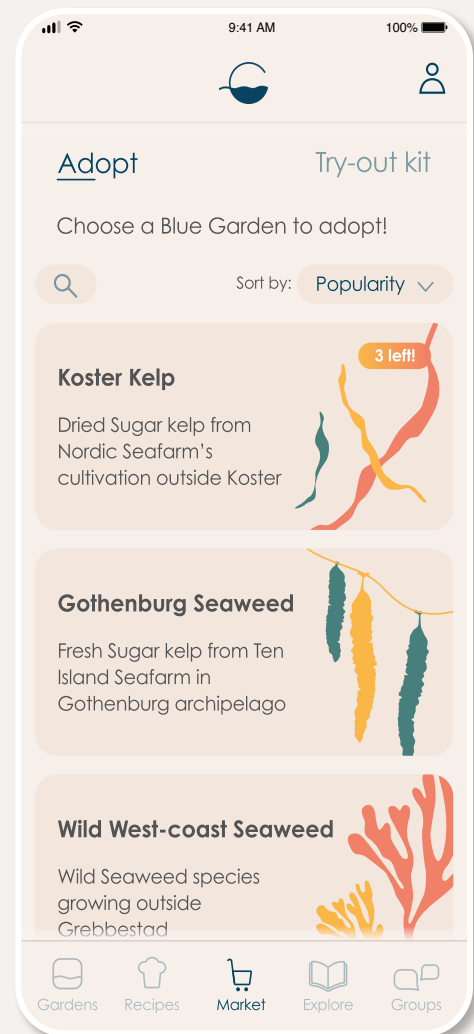 9:41 AM
100%
Adopt
Try-out kit
Choose a Blue Garden to adopt!
Sort by:
Popularity
3 left!
Koster Kelp
Dried Sugar kelp from
Nordic Seafarm’s
cultivation outside Koster
Gothenburg Seaweed
Fresh Sugar kelp from Ten
Island Seafarm in
Gothenburg archipelago
Wild West-coast Seaweed
Wild Seaweed species
growing outside
Grebbestad
Gardens
Recipes
Market
Explore
Groups